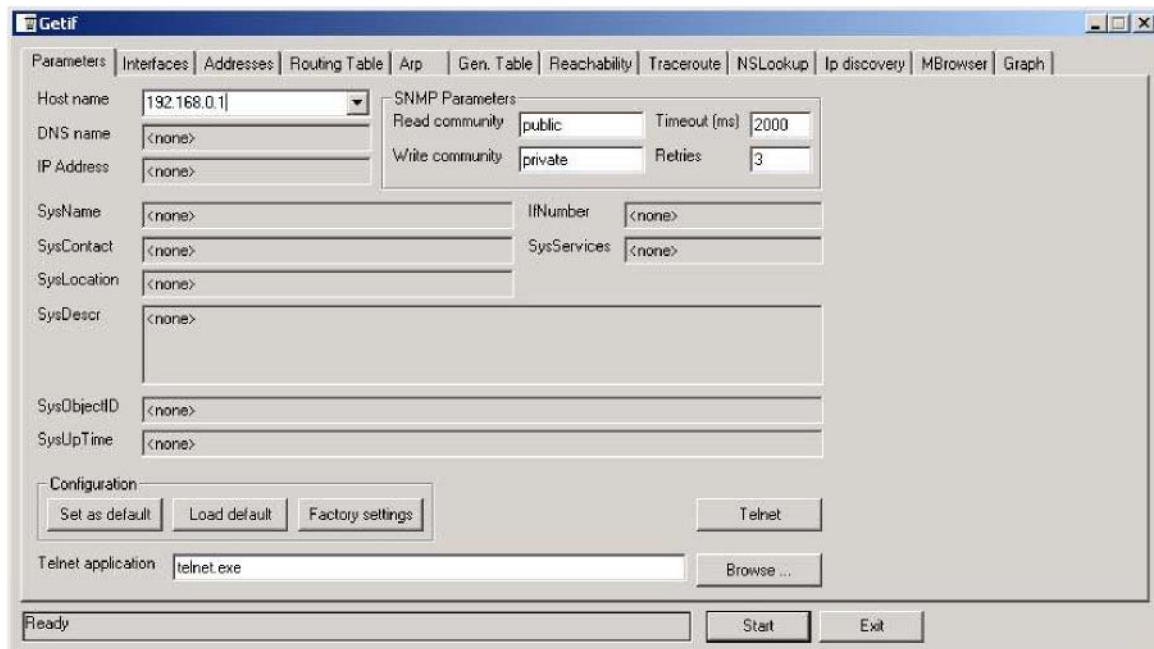 Getif
Parameters Interfaces Addresses Routing Table Arp Gen. Table Reachability Traceroute NSLookup Ip discovery MBrowser Graph
Host name 192.168.0.1
SNMP Parameters
Read community public Timeout (ms) 2000
DNS name <none>
Write community private Retries 3
IP Address <none>
SysName <none> IfNumber <none>
SysContact <none> SysServices <none>
SysLocation <none>
SysDescr <none>
SysObjectID <none>
SysUpTime <none>
Configuration
Set as default Load default Factory settings Telnet
Telnet application telnet.exe Browse ...
Ready Start Exit